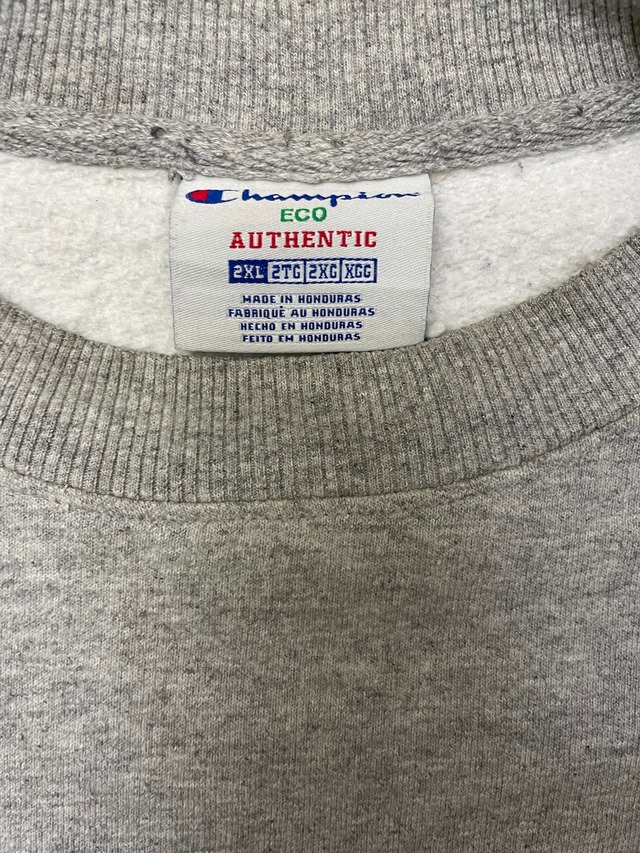 Champion
ECO
AUTHENTIC
2XL 2TG 2XG XGG
MADE IN HONDURAS
FABRIQUÉ AU HONDURAS
HECHO EN HONDURAS
FEITO EM HONDURAS